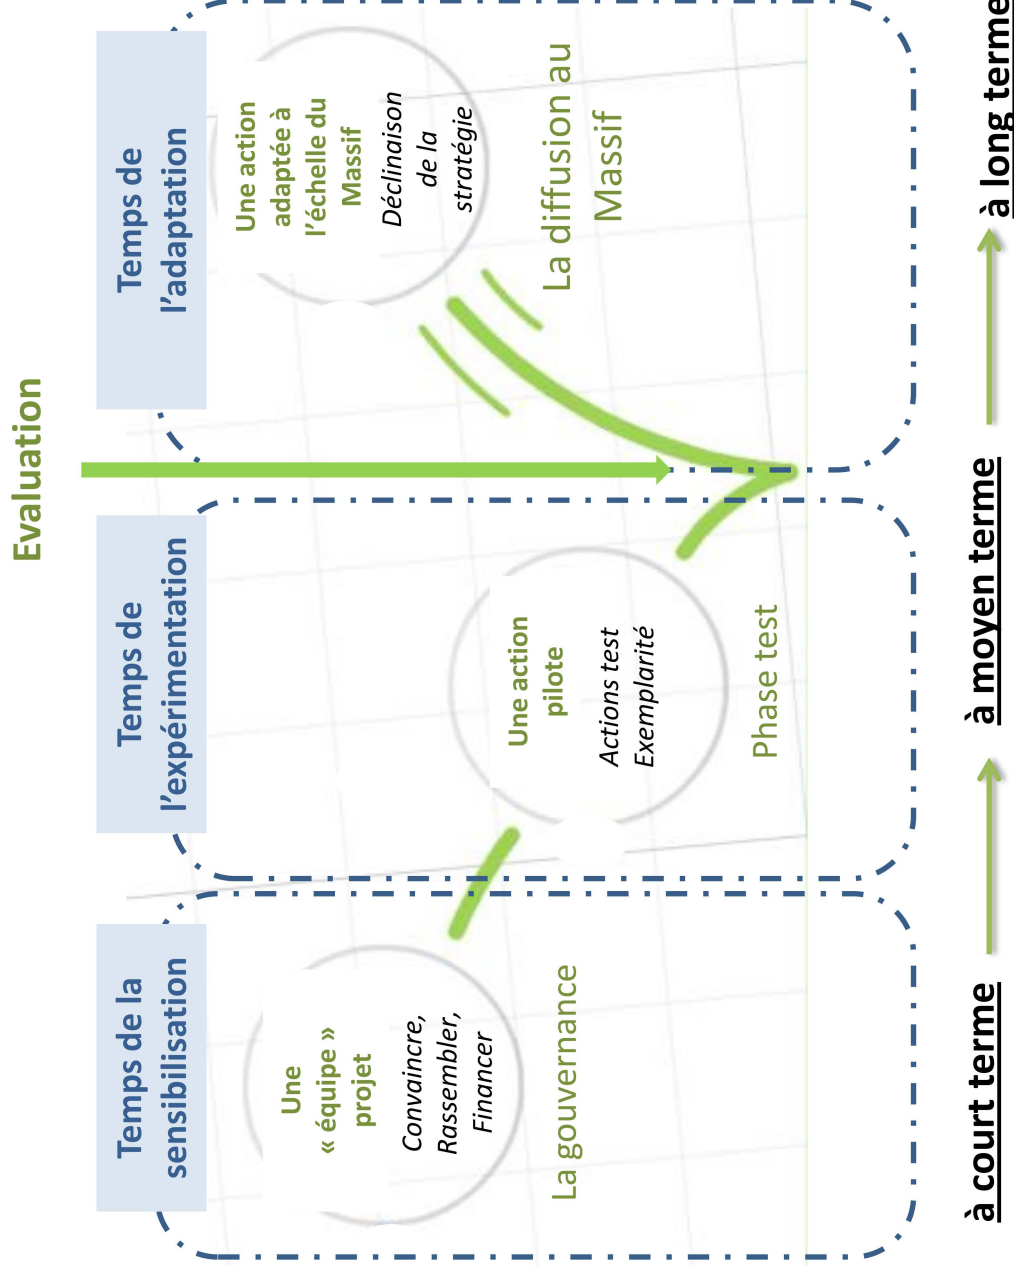 Evaluation
Temps de la
sensibilisation
Une
« équipe »
projet
Convaincre,
Rassembler,
Financer
La gouvernance
à court terme
Temps de
l'expérimentation
Une action
pilote
Actions test
Exemplarité
Phase test
à moyen terme
Temps de
l'adaptation
Une action
adaptée à
l'échelle du
Massif
Déclinaison
de la
stratégie
La diffusion au
Massif
à long terme